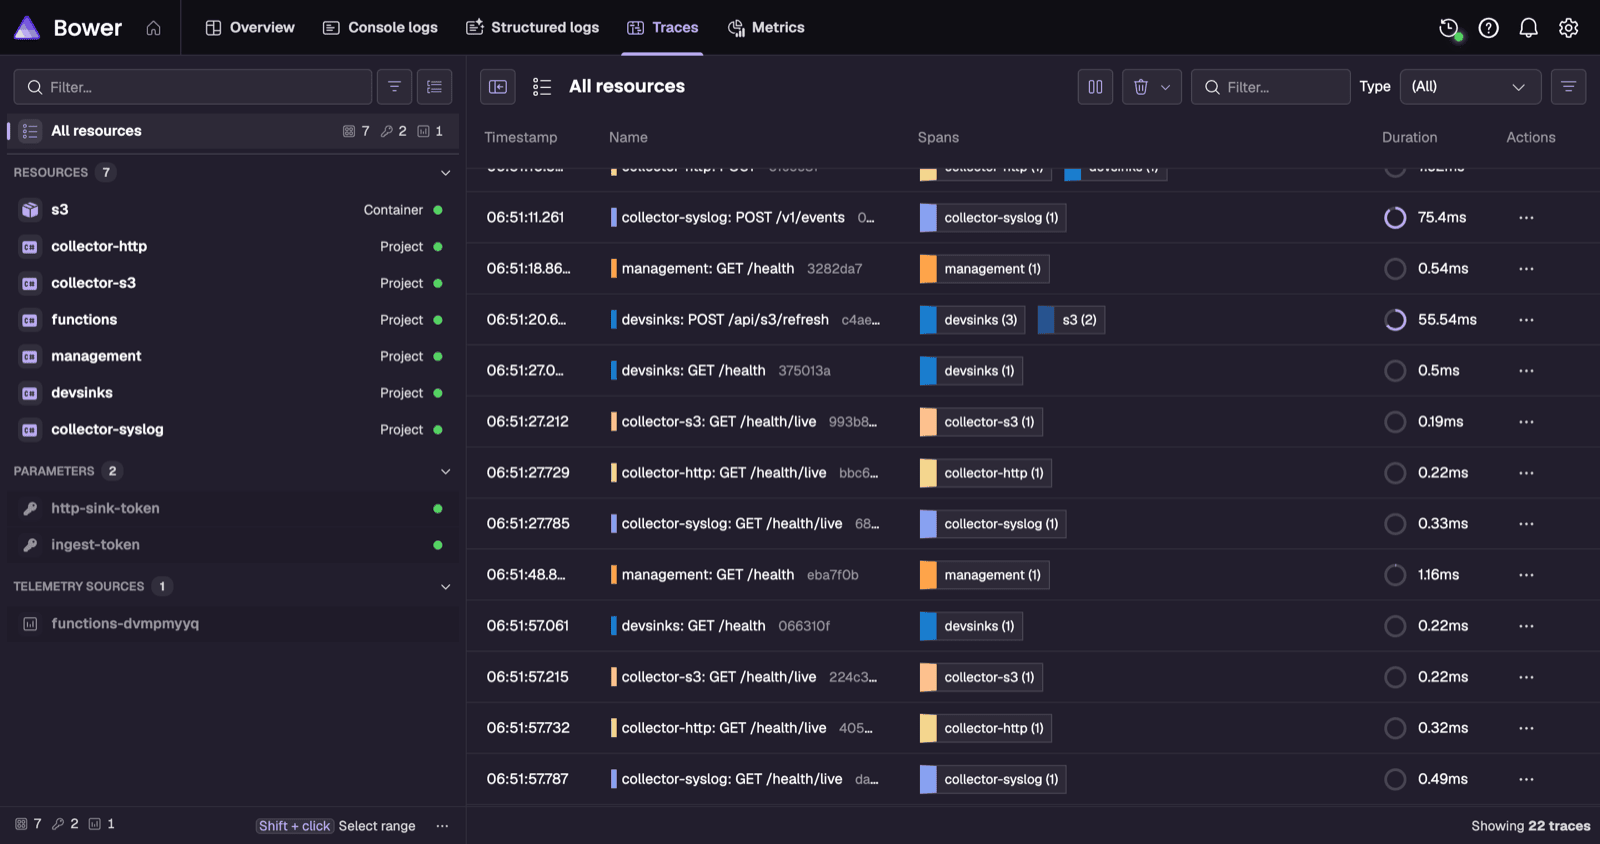 Bower
Overview
Console logs
Structured logs
Traces
Metrics
Filter...
All resources
7
2
1
RESOURCES 7
s3 Container
collector-http Project
collector-s3 Project
functions Project
management Project
devsinks Project
collector-syslog Project
PARAMETERS 2
http-sink-token
ingest-token
TELEMETRY SOURCES 1
functions-dvmpmyyq
7 2 1 Shift + click Select range ...
All resources
Filter...
Type (All)
Timestamp Name Spans Duration Actions
06:51:11.261 collector-syslog: POST /v1/events 0... collector-syslog (1) 75.4ms ...
06:51:18.86... management: GET /health 3282da7 management (1) 0.54ms ...
06:51:20.6... devsinks: POST /api/s3/refresh c4ae... devsinks (3) s3 (2) 55.54ms ...
06:51:27.0... devsinks: GET /health 375013a devsinks (1) 0.5ms ...
06:51:27.212 collector-s3: GET /health/live 993b8... collector-s3 (1) 0.19ms ...
06:51:27.729 collector-http: GET /health/live bbc6... collector-http (1) 0.22ms ...
06:51:27.785 collector-syslog: GET /health/live 68... collector-syslog (1) 0.33ms ...
06:51:48.8... management: GET /health eba7f0b management (1) 1.16ms ...
06:51:57.061 devsinks: GET /health 066310f devsinks (1) 0.22ms ...
06:51:57.215 collector-s3: GET /health/live 224c3... collector-s3 (1) 0.22ms ...
06:51:57.732 collector-http: GET /health/live 405... collector-http (1) 0.32ms ...
06:51:57.787 collector-syslog: GET /health/live da... collector-syslog (1) 0.49ms ...
Showing 22 traces